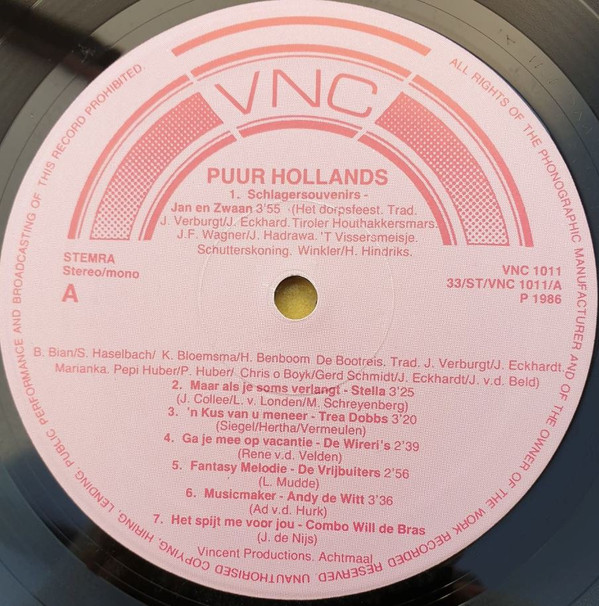 VNC
PUUR HOLLANDS
1. Schlagersouvenirs -
Jan en Zwaan 3'55 (Het dorpsfeest. Trad.
J. Verburgt/J. Eckhard. Tiroler Houthakkersmars.
J.F. Wagner/J. Hadrawa. 'T Vissersmeisje.
Schutterskoning. Winkler/H. Hindriks.
STEMRA
Stereo/mono
A
VNC 1011
33/ST/VNC 1011/A
P 1986
B. Bian/S. Haselbach/ K. Bloemsma/H. Benboom De Bootreis. Trad. J. Verburgt/J. Eckhardt.
Marianka. Pepi Huber/P. Huber/ Chris o Boyk/Gerd Schmidt/J. Eckhardt/J. v.d. Beld)
2. Maar als je soms verlangt - Stella 3'25
(J. Collee/L. v. Londen/M. Schreyenberg)
3. 'n Kus van u meneer - Trea Dobbs 3'20
(Siegel/Hertha/Vermeulen)
4. Ga je mee op vacantie - De Wireri's 2'39
(Rene v.d. Velden)
5. Fantasy Melodie - De Vrijbuiters 2'56
(L. Mudde)
6. Musicmaker - Andy de Witt 3'36
(Ad v.d. Hurk)
7. Het spijt me voor jou - Combo Will de Bras
(J. de Nijs)
Vincent Productions. Achtmaal
ALL RIGHTS OF THE PHONOGRAPHIC MANUFACTURER AND OF THE OWNER OF THE WORK RECORDED RESERVED. UNAUTHORISED COPYING, HIRING, LENDING, PUBLIC PERFORMANCE AND BROADCASTING OF THIS RECORD PROHIBITED.